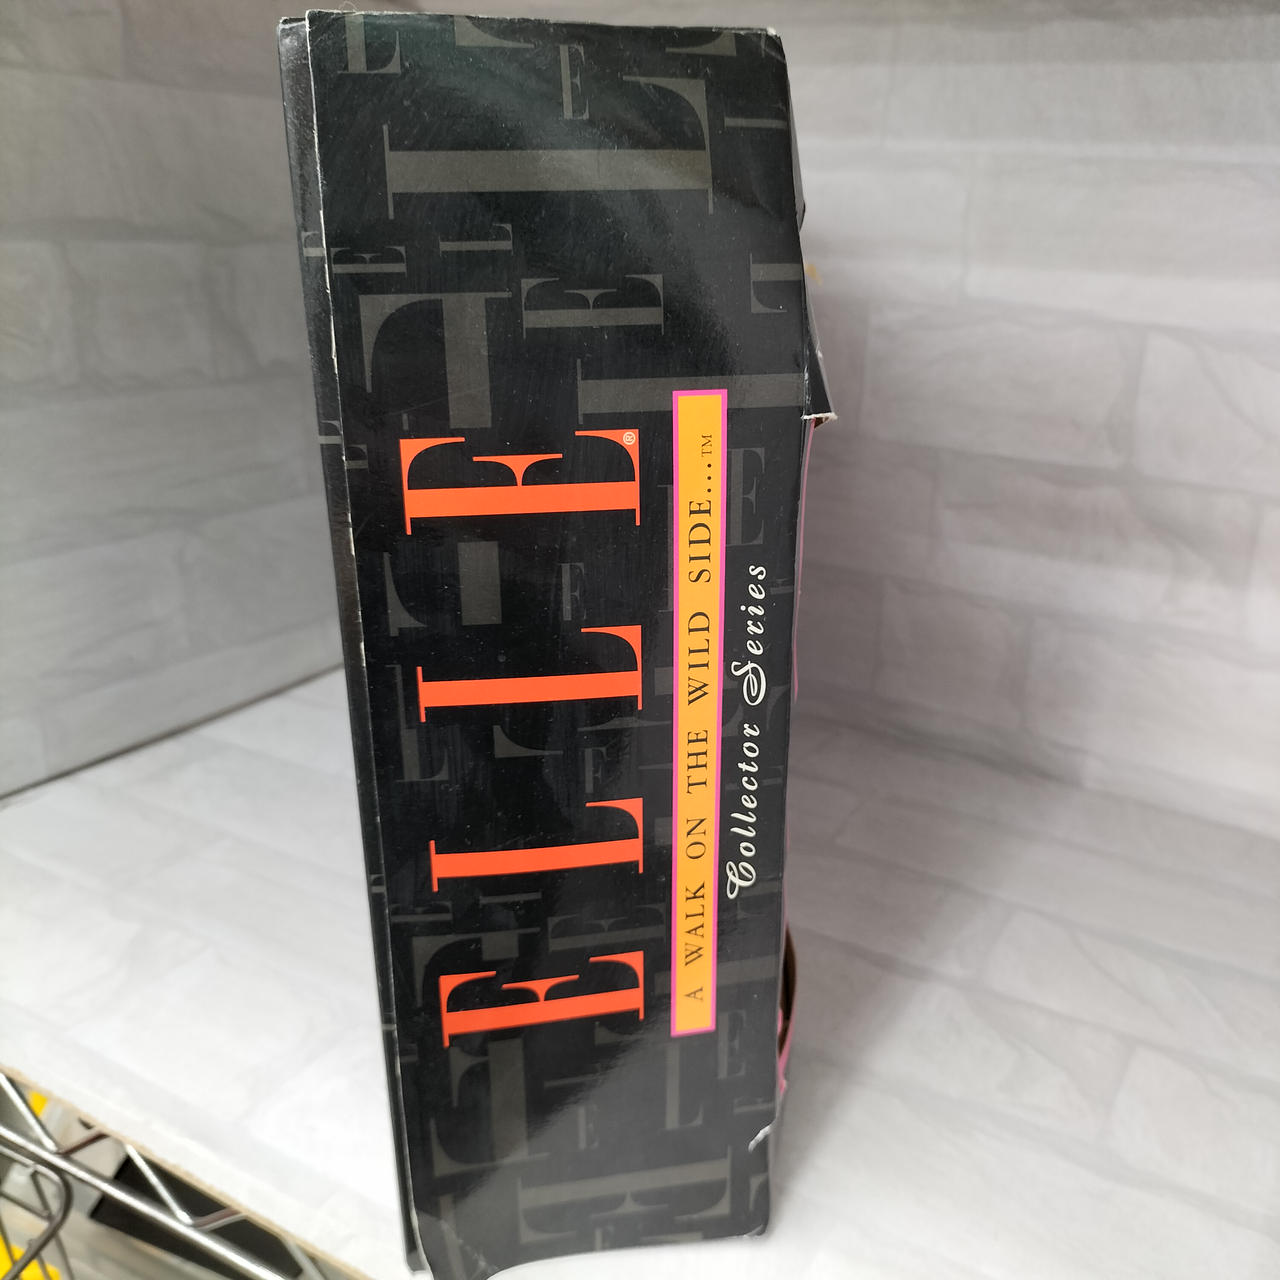 ELLE®
A WALK ON THE WILD SIDE...™
Collector Series